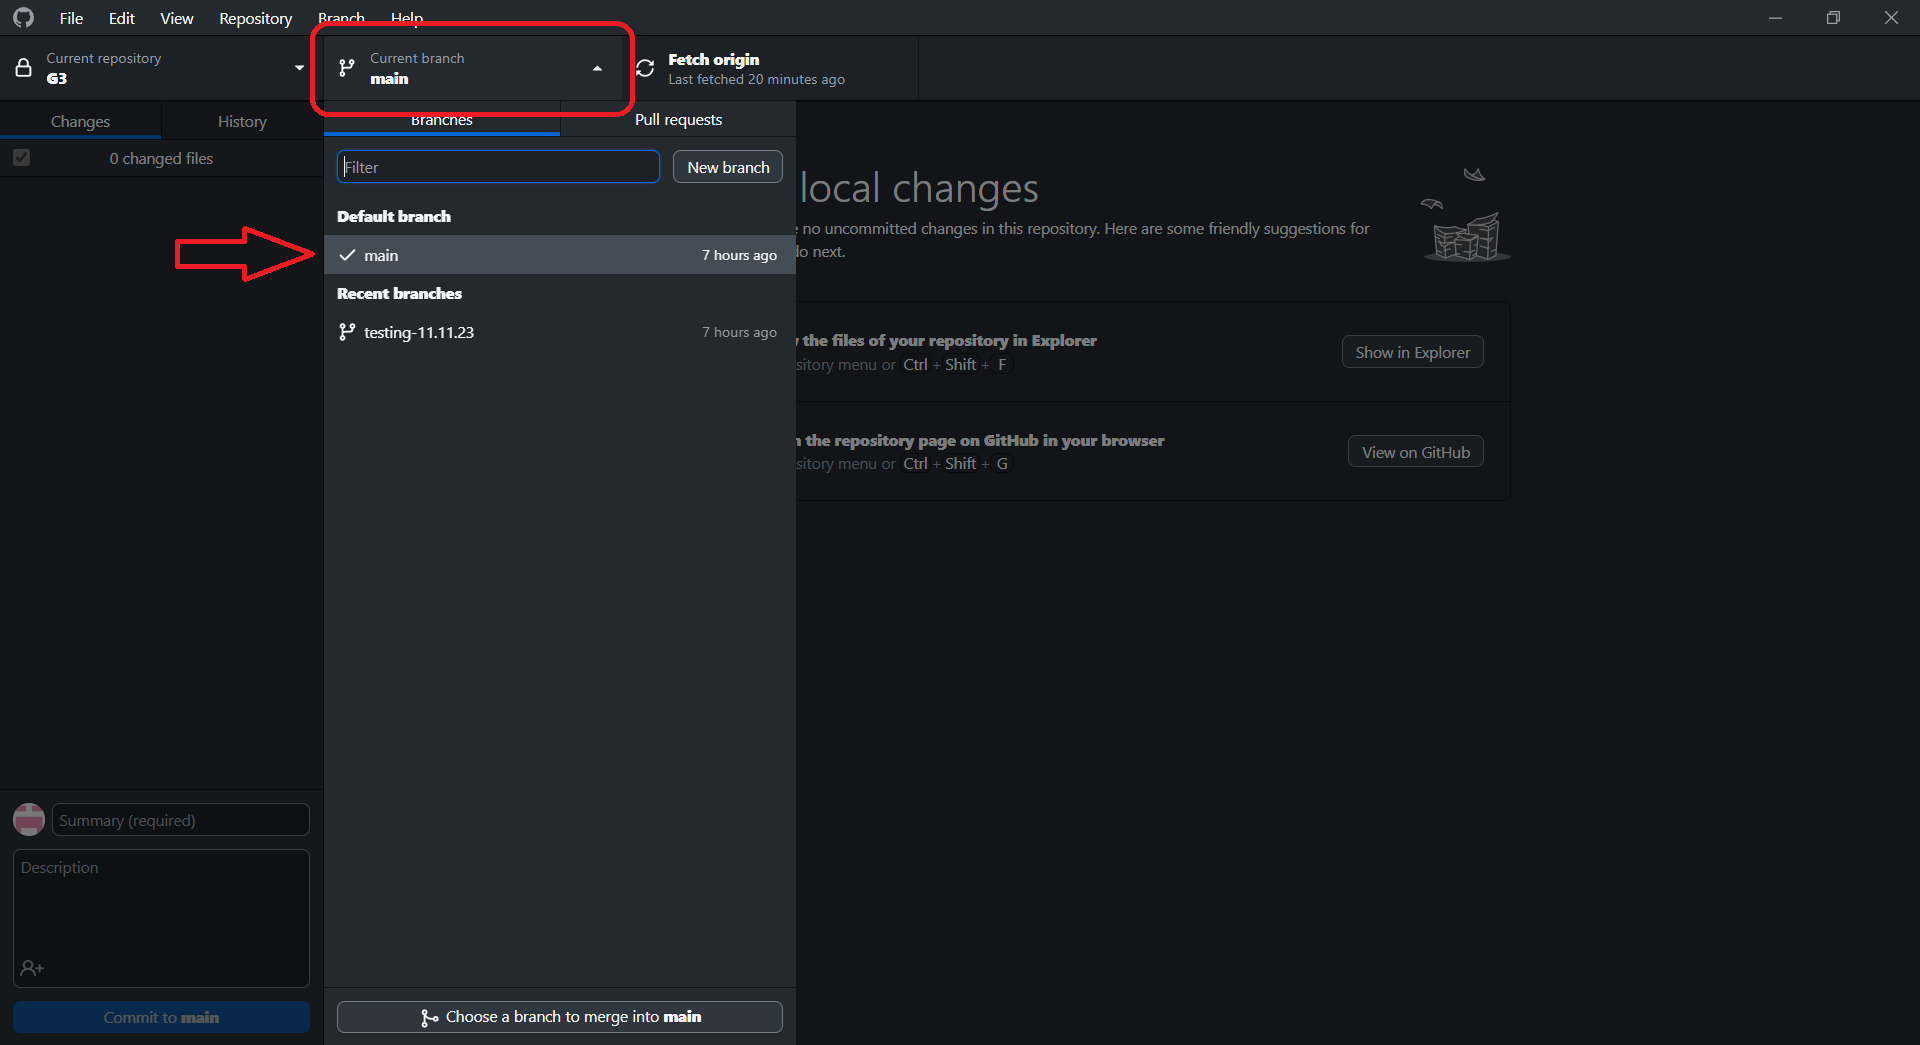 File Edit View Repository Branch Help
Current repository
G3
Current branch
main
Fetch origin
Last fetched 20 minutes ago
Changes
History
0 changed files
Branches
Pull requests
Filter
New branch
Default branch
main 7 hours ago
Recent branches
testing-11.11.23 7 hours ago
local changes
no uncommitted changes in this repository. Here are some friendly suggestions for
do next.
the files of your repository in Explorer
sitory menu or Ctrl + Shift + F
Show in Explorer
the repository page on GitHub in your browser
sitory menu or Ctrl + Shift + G
View on GitHub
Summary (required)
Description
Commit to main
Choose a branch to merge into main